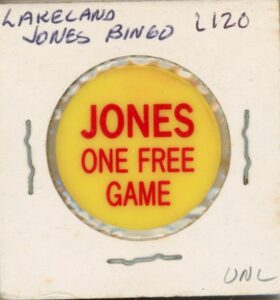 LAKELAND
JONES BINGO L120
JONES
ONE FREE
GAME
UNL